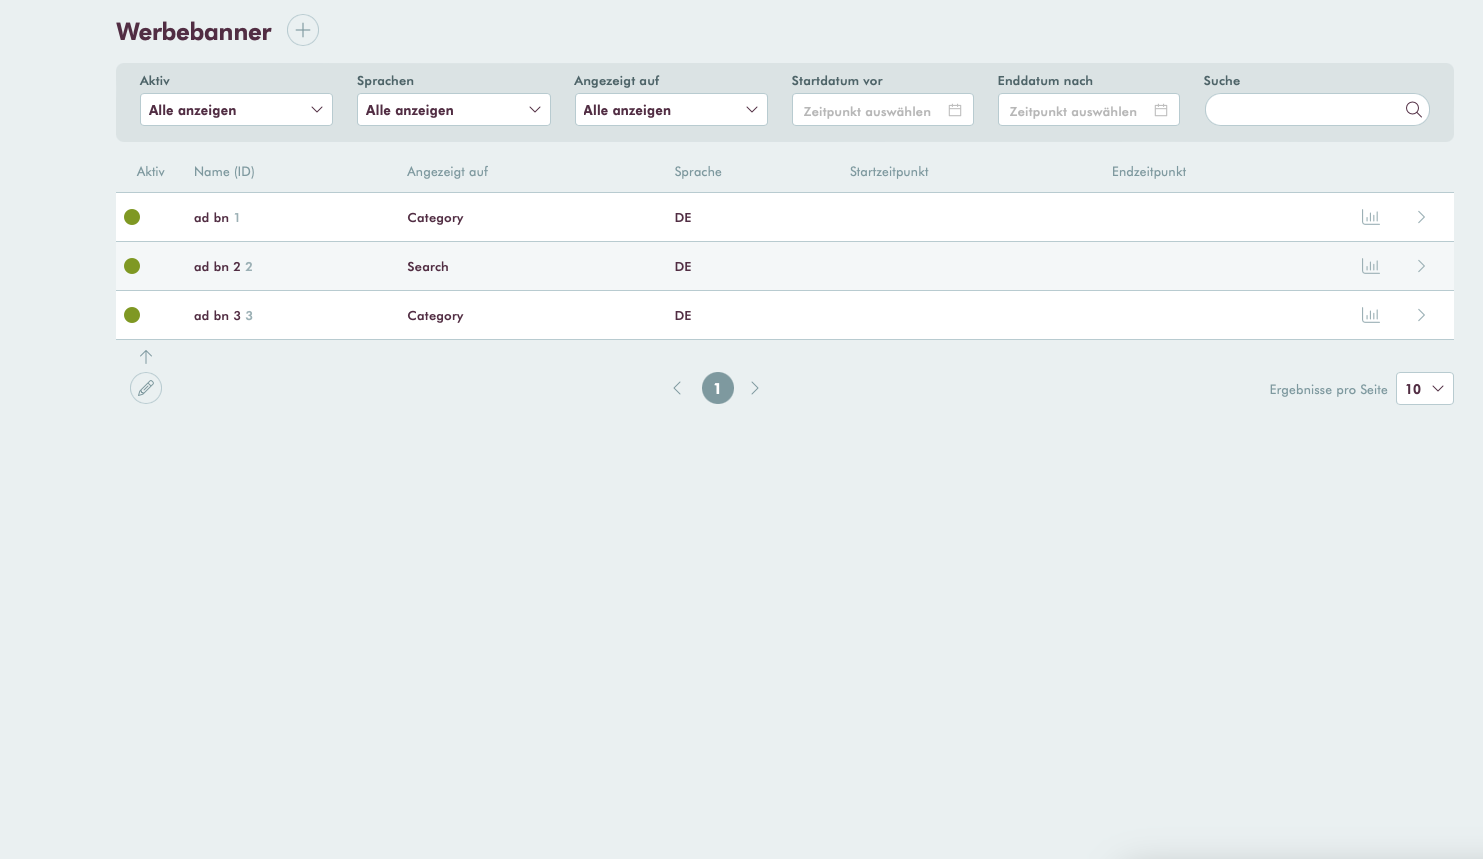 Werbebanner
Aktiv Sprachen Angezeigt auf Startdatum vor Enddatum nach Suche
Alle anzeigen Alle anzeigen Alle anzeigen Zeitpunkt auswählen Zeitpunkt auswählen
Aktiv Name (ID) Angezeigt auf Sprache Startzeitpunkt Endzeitpunkt
ad bn 1 Category DE
ad bn 2 2 Search DE
ad bn 3 3 Category DE
1 Ergebnisse pro Seite 10